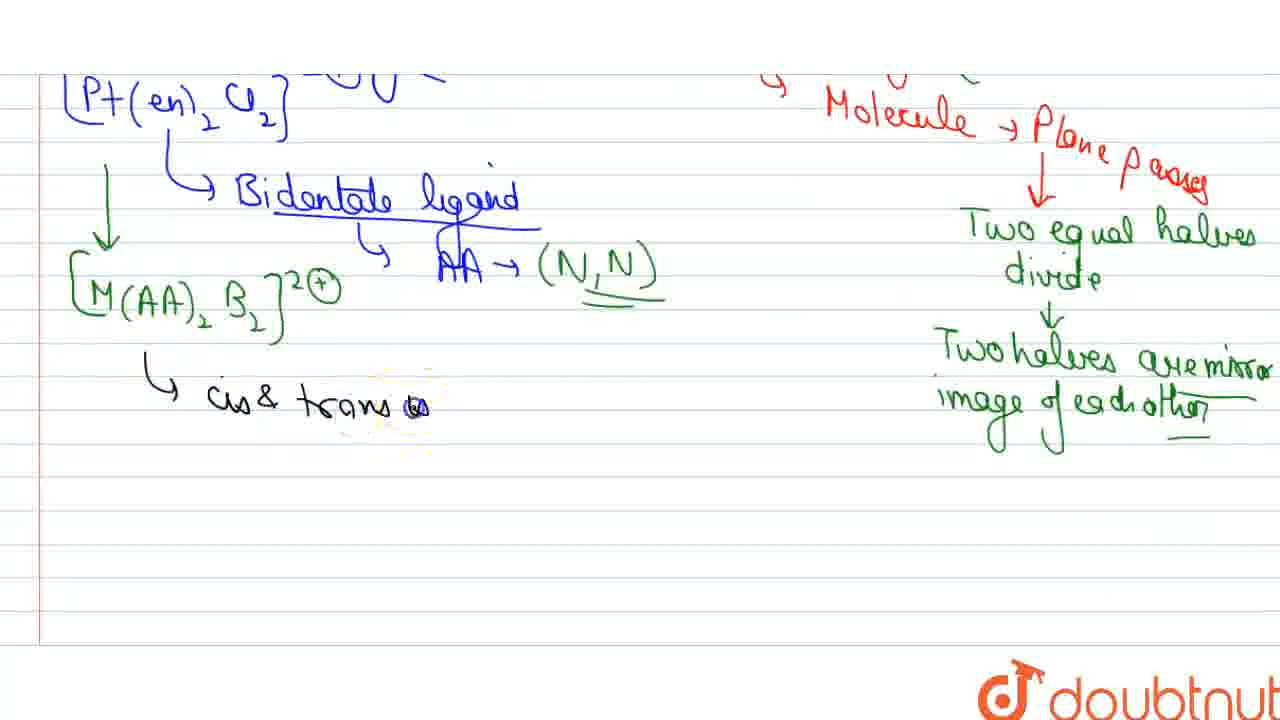 [Pt(en)₂ Cl₂]
Bidentate ligand
AA → (N,N)
[M(AA)₂ B₂]²⁺
cis & trans
Molecule → Plane passes
Two equal halves
divide
Two halves are mirror
image of each other
doubtnut